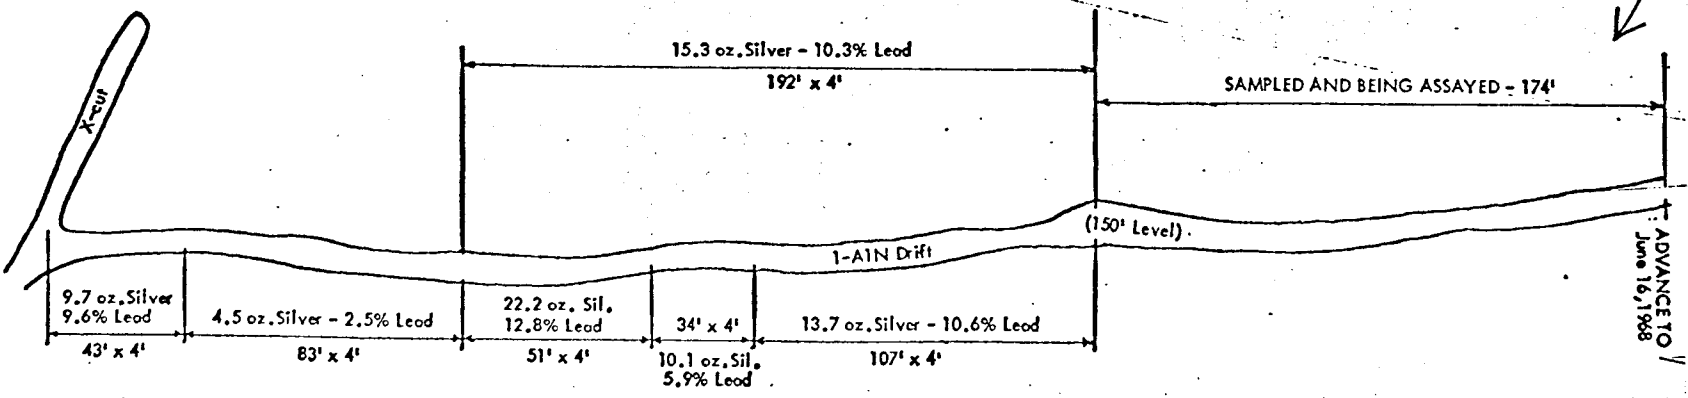 15.3 oz.Silver - 10.3% Lead
192' x 4'
SAMPLED AND BEING ASSAYED - 174'
X-cut
(150' Level).
1-A1N Drift
ADVANCE TO
June 16, 1968
9.7 oz.Silver
9.6% Lead
43' x 4'
4.5 oz.Silver - 2.5% Lead
83' x 4'
22.2 oz. Sil.
12.8% Lead
51' x 4'
34' x 4'
10.1 oz.Sil.
5.9% Lead
13.7 oz.Silver - 10.6% Lead
107' x 4'